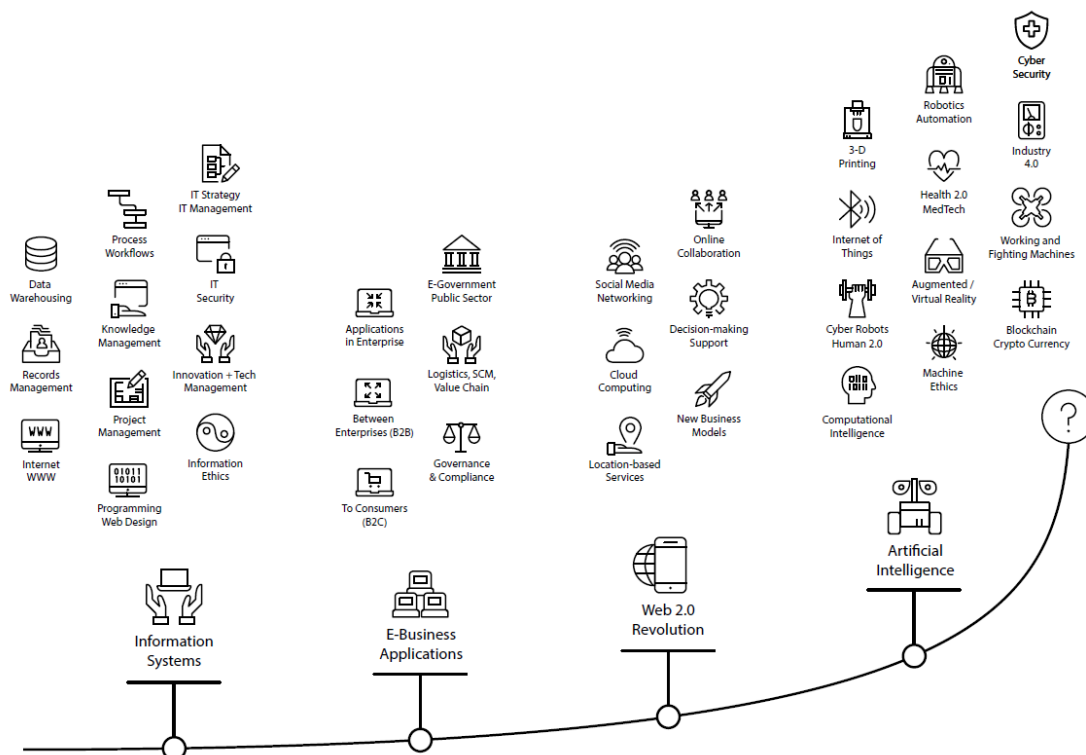 Cyber
Security
Robotics
Automation
3-D
Printing
Industry
4.0
IT Strategy
IT Management
Health 2.0
MedTech
Process
Workflows
Online
Collaboration
Internet of
Things
Working and
Fighting Machines
Data
Warehousing
IT
Security
E-Government
Public Sector
Social Media
Networking
Augmented /
Virtual Reality
Knowledge
Management
Applications
in Enterprise
Decision-making
Support
Cyber Robots
Human 2.0
Blockchain
Crypto Currency
Records
Management
Innovation + Tech
Management
Logistics, SCM,
Value Chain
Cloud
Computing
Machine
Ethics
Project
Management
Between
Enterprises (B2B)
New Business
Models
Computational
Intelligence
?
WWW
Internet
WWW
Information
Ethics
Governance
& Compliance
Location-based
Services
01011
10101
Programming
Web Design
To Consumers
(B2C)
Artificial
Intelligence
Web 2.0
Revolution
Information
Systems
E-Business
Applications